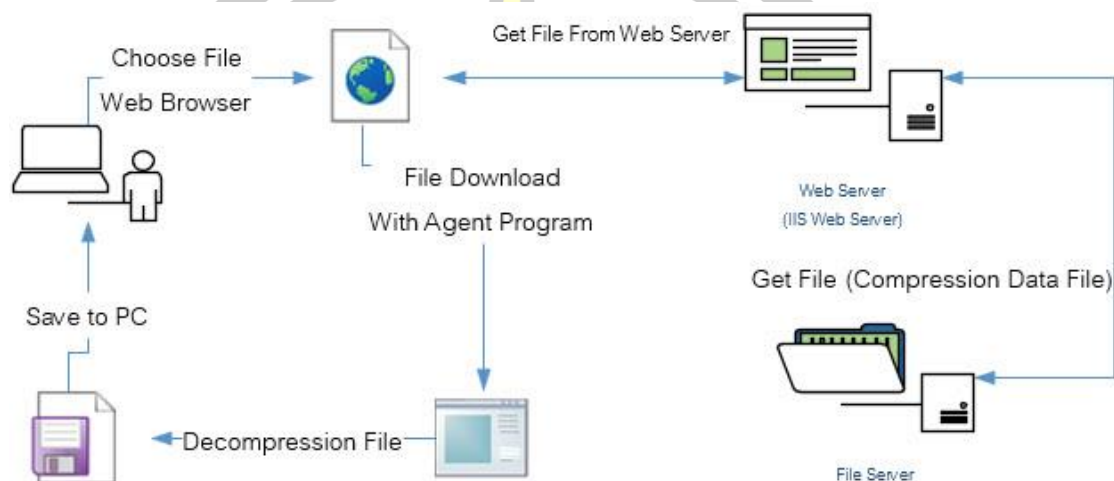 Choose File
Web Browser
Get File From Web Server
File Download
With Agent Program
Web Server
(IIS Web Server)
Get File (Compression Data File)
Save to PC
Decompression File
File Server